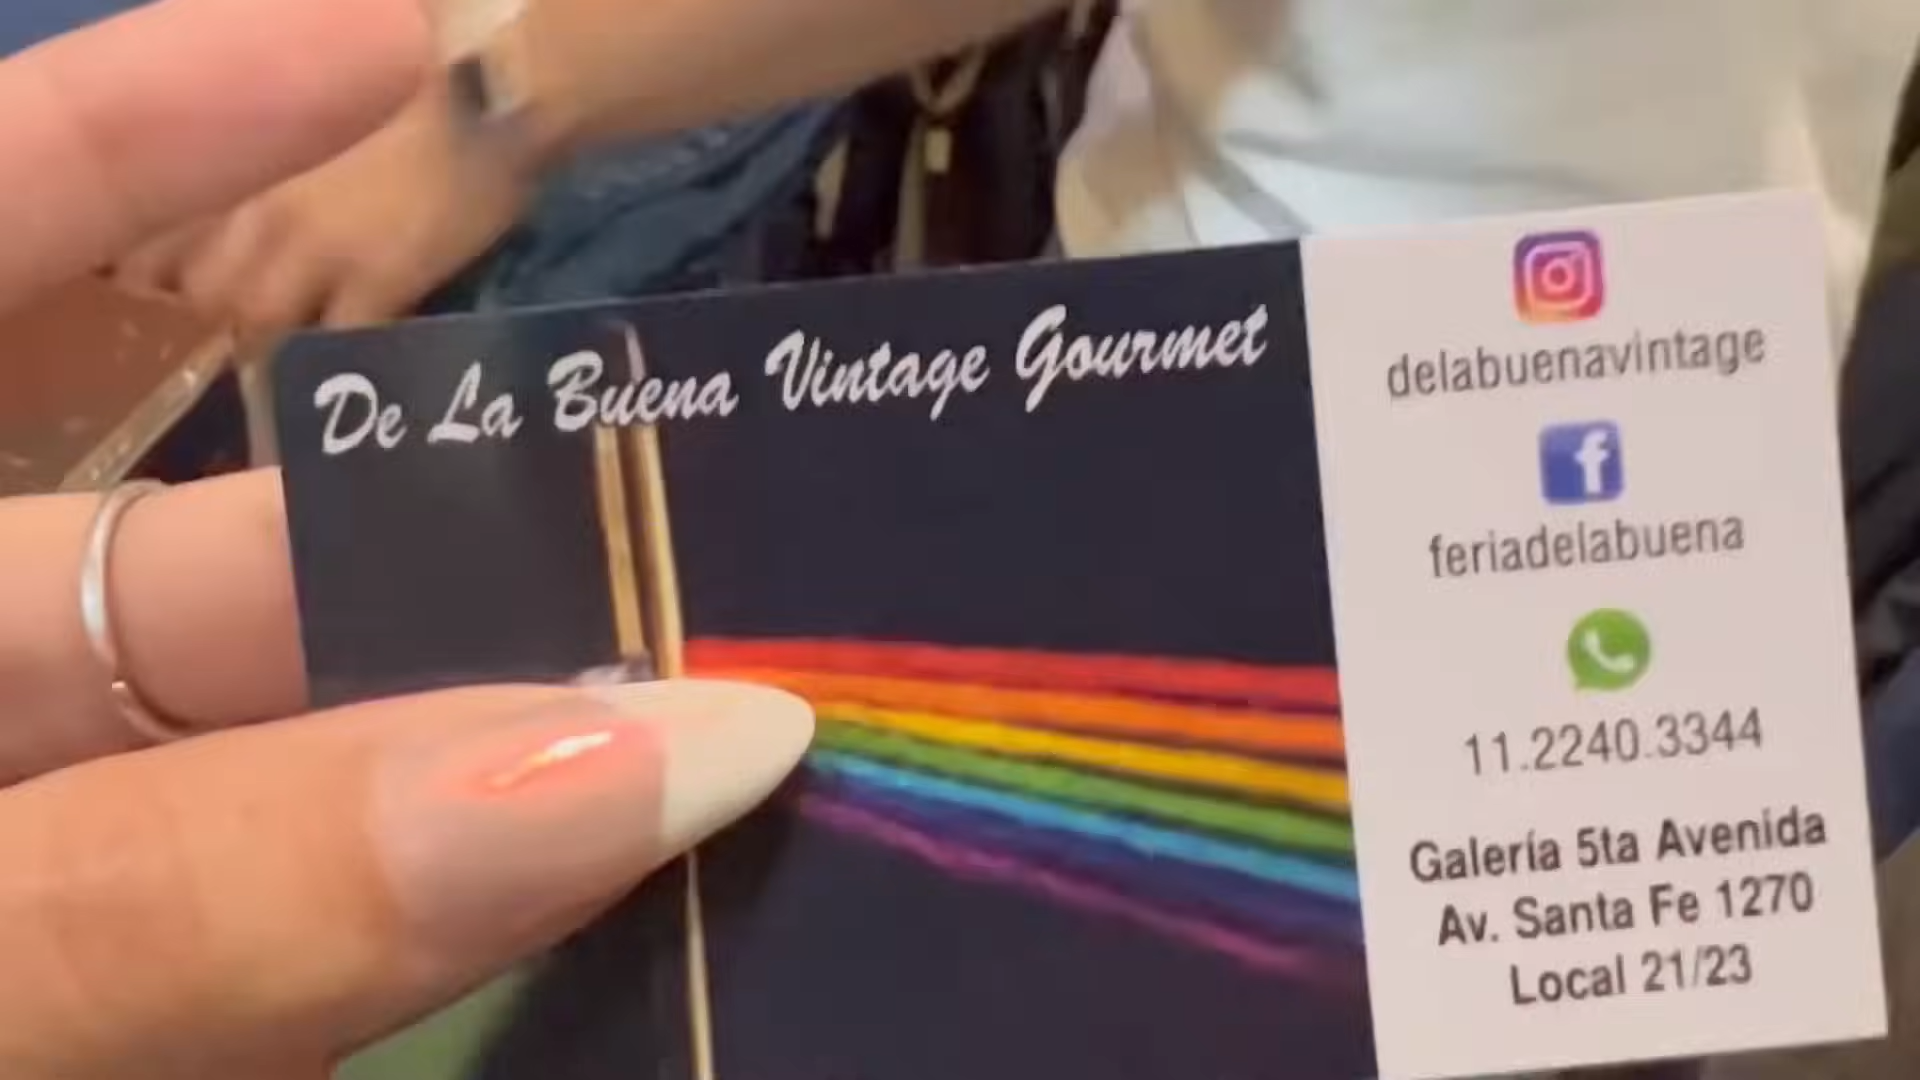 De La Buena Vintage Gourmet
delabuenavintage
feriadelabuena
11.2240.3344
Galería 5ta Avenida
Av. Santa Fe 1270
Local 21/23